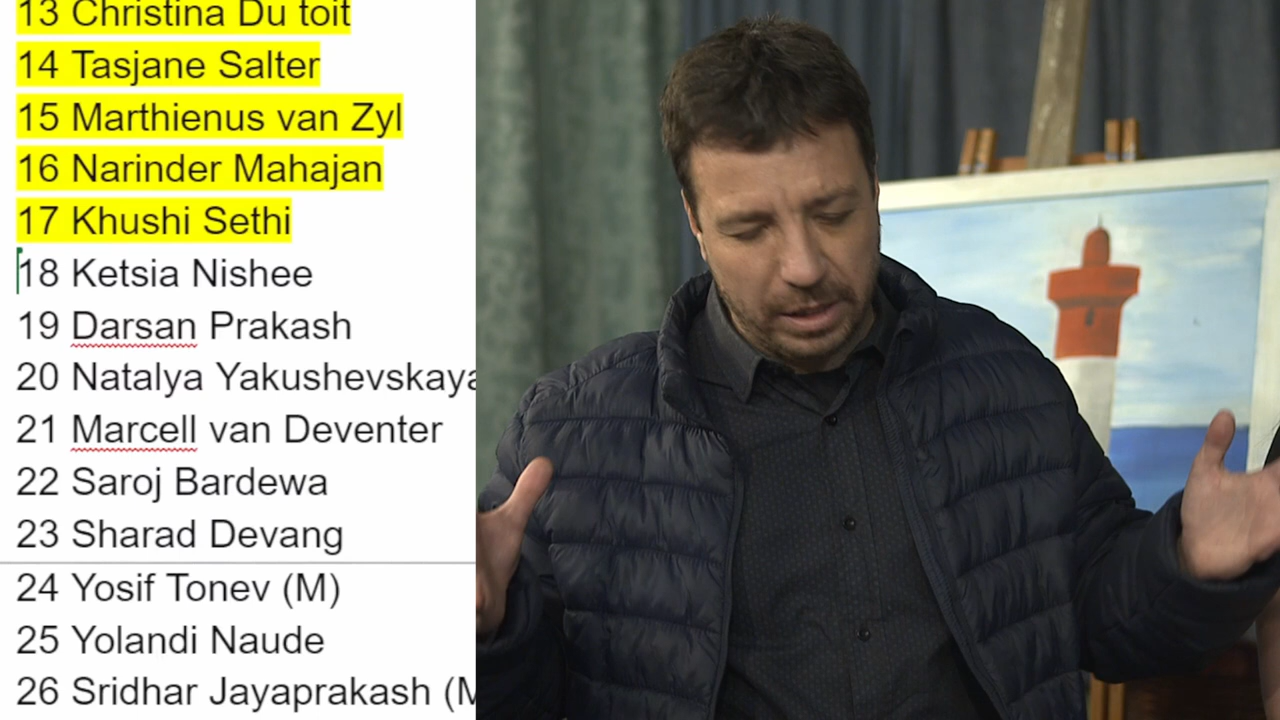 13 Christina Du toit
14 Tasjane Salter
15 Marthienus van Zyl
16 Narinder Mahajan
17 Khushi Sethi
18 Ketsia Nishee
19 Darsan Prakash
20 Natalya Yakushevskaya
21 Marcell van Deventer
22 Saroj Bardewa
23 Sharad Devang
24 Yosif Tonev (M)
25 Yolandi Naude
26 Sridhar Jayaprakash (M